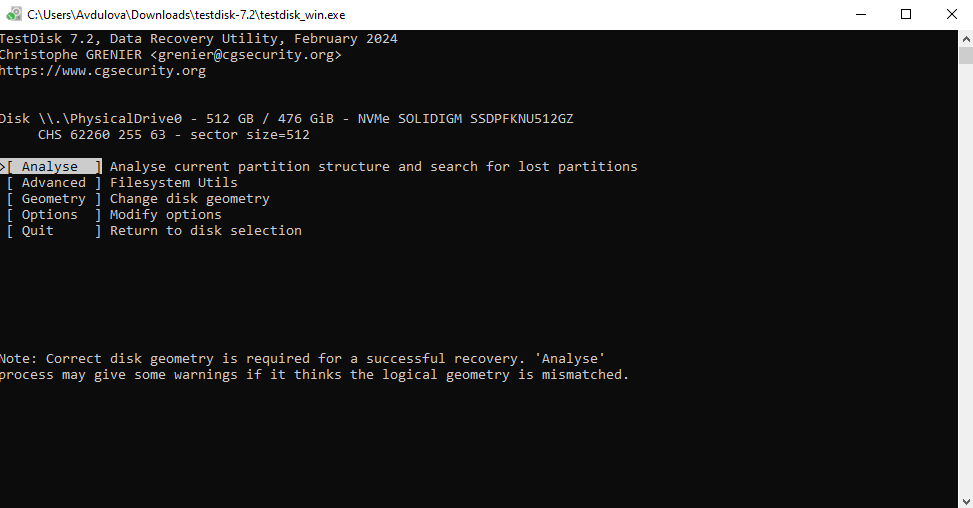 C:\Users\Avdulova\Downloads\testdisk-7.2\testdisk_win.exe
TestDisk 7.2, Data Recovery Utility, February 2024
Christophe GRENIER <grenier@cgsecurity.org>
https://www.cgsecurity.org
Disk \\.\PhysicalDrive0 - 512 GB / 476 GiB - NVMe SOLIDIGM SSDPFKNU512GZ
     CHS 62260 255 63 - sector size=512
>[ Analyse  ] Analyse current partition structure and search for lost partitions
 [ Advanced ] Filesystem Utils
 [ Geometry ] Change disk geometry
 [ Options  ] Modify options
 [ Quit     ] Return to disk selection
Note: Correct disk geometry is required for a successful recovery. 'Analyse'
process may give some warnings if it thinks the logical geometry is mismatched.